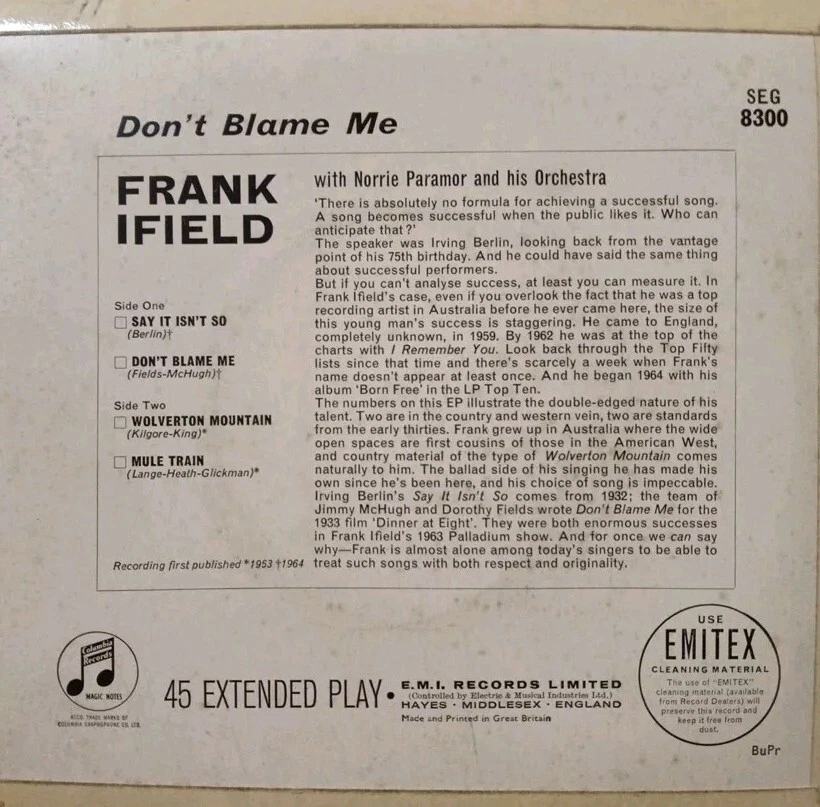 SEG
8300
Don't Blame Me
FRANK
IFIELD
Side One
SAY IT ISN'T SO
(Berlin)†
DON'T BLAME ME
(Fields-McHugh)†
Side Two
WOLVERTON MOUNTAIN
(Kilgore-King)*
MULE TRAIN
(Lange-Heath-Glickman)*
Recording first published *1953 †1964
with Norrie Paramor and his Orchestra
'There is absolutely no formula for achieving a successful song.
A song becomes successful when the public likes it. Who can
anticipate that?'
The speaker was Irving Berlin, looking back from the vantage
point of his 75th birthday. And he could have said the same thing
about successful performers.
But if you can't analyse success, at least you can measure it. In
Frank Ifield's case, even if you overlook the fact that he was a top
recording artist in Australia before he ever came here, the size of
this young man's success is staggering. He came to England,
completely unknown, in 1959. By 1962 he was at the top of the
charts with I Remember You. Look back through the Top Fifty
lists since that time and there's scarcely a week when Frank's
name doesn't appear at least once. And he began 1964 with his
album 'Born Free' in the LP Top Ten.
The numbers on this EP illustrate the double-edged nature of his
talent. Two are in the country and western vein, two are standards
from the early thirties. Frank grew up in Australia where the wide
open spaces are first cousins of those in the American West,
and country material of the type of Wolverton Mountain comes
naturally to him. The ballad side of his singing he has made his
own since he's been here, and his choice of song is impeccable.
Irving Berlin's Say It Isn't So comes from 1932; the team of
Jimmy McHugh and Dorothy Fields wrote Don't Blame Me for the
1933 film 'Dinner at Eight'. They were both enormous successes
in Frank Ifield's 1963 Palladium show. And for once we can say
why—Frank is almost alone among today's singers to be able to
treat such songs with both respect and originality.
Columbia
Records
MAGIC NOTES
REGD. TRADE MARKS OF
COLUMBIA GRAPHOPHONE CO. LTD.
45 EXTENDED PLAY •
E.M.I. RECORDS LIMITED
(Controlled by Electric & Musical Industries Ltd.)
HAYES · MIDDLESEX · ENGLAND
Made and Printed in Great Britain
USE
EMITEX
CLEANING MATERIAL
The use of "EMITEX"
cleaning material (available
from Record Dealers) will
preserve this record and
keep it free from
dust.
BuPr